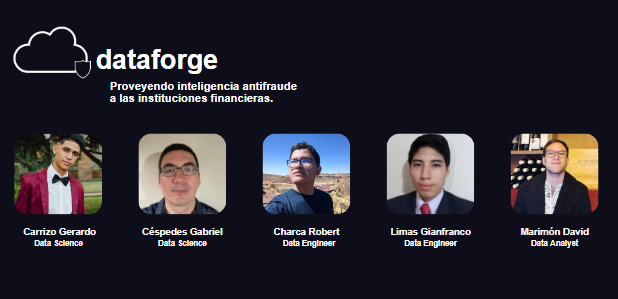 dataforge
Proveyendo inteligencia antifraude
a las instituciones financieras.
Carrizo Gerardo
Data Science
Céspedes Gabriel
Data Science
Charca Robert
Data Engineer
Limas Gianfranco
Data Engineer
Marimón David
Data Analyst